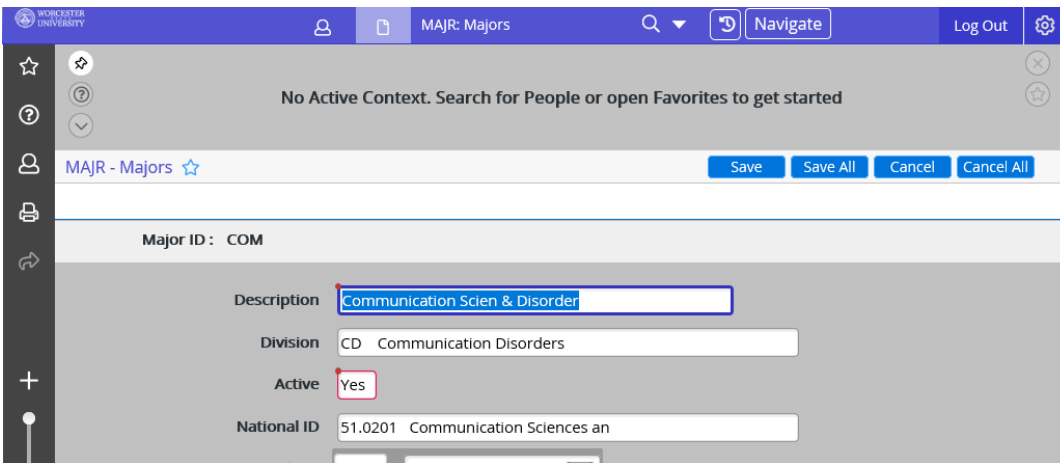 WORCESTER
UNIVERSITY
MAJR: Majors
Navigate
Log Out
No Active Context. Search for People or open Favorites to get started
MAJR - Majors
Save
Save All
Cancel
Cancel All
Major ID : COM
Description Communication Scien & Disorder
Division CD Communication Disorders
Active Yes
National ID 51.0201 Communication Sciences an